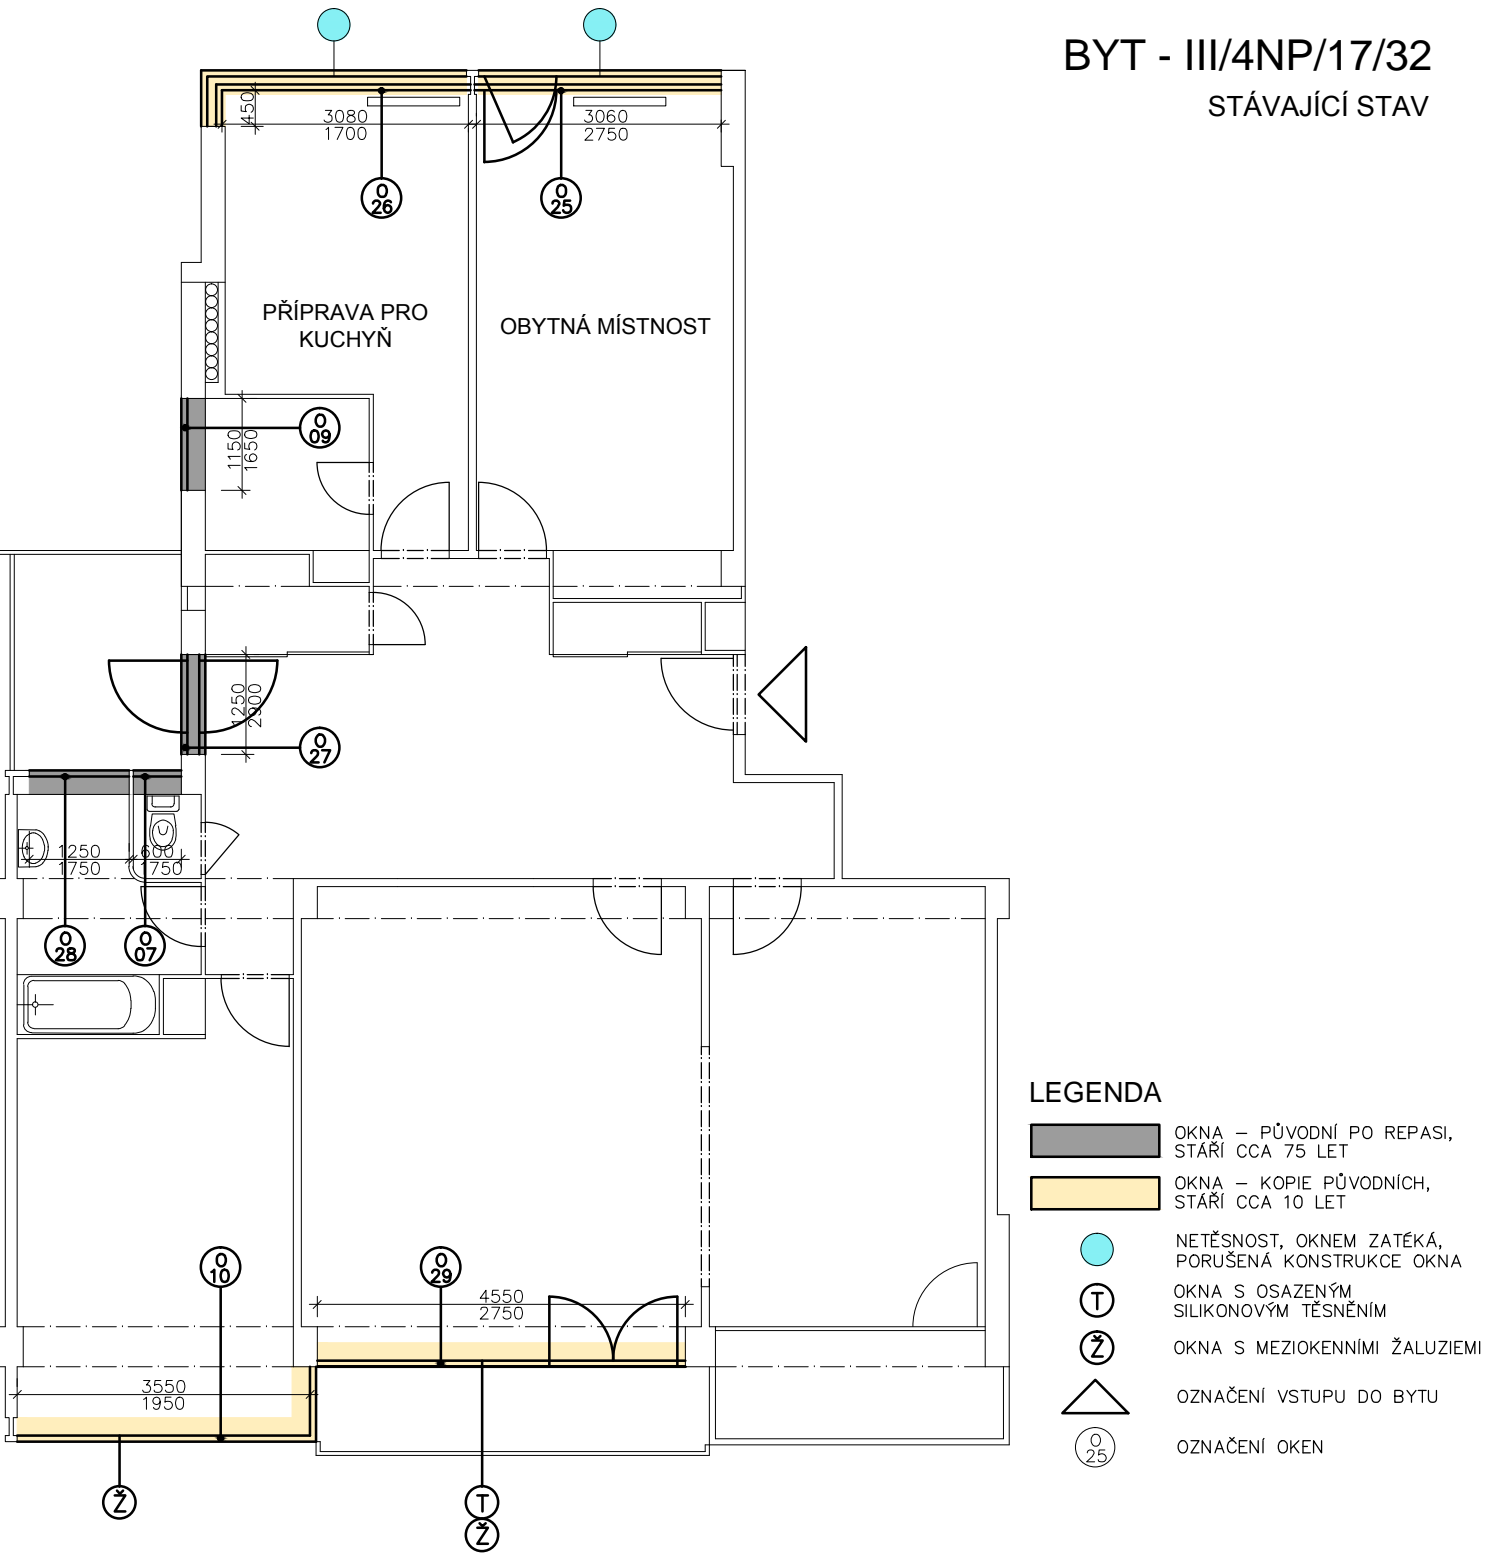 BYT - III/4NP/17/32
STÁVAJÍCÍ STAV
450
3080
1700
3060
2750
O
26
O
25
PŘÍPRAVA PRO
KUCHYŇ
OBYTNÁ MÍSTNOST
O
09
1150
1650
1250
2900
O
27
1250
1750
600
1750
O
28
O
07
O
10
O
29
4550
2750
3550
1950
Ž
T
Ž
LEGENDA
OKNA – PŮVODNÍ PO REPASI,
STÁŘÍ CCA 75 LET
OKNA – KOPIE PŮVODNÍCH,
STÁŘÍ CCA 10 LET
NETĚSNOST, OKNEM ZATÉKÁ,
PORUŠENÁ KONSTRUKCE OKNA
T
OKNA S OSAZENÝM
SILIKONOVÝM TĚSNĚNÍM
Ž
OKNA S MEZIOKENNÍMI ŽALUZIEMI
OZNAČENÍ VSTUPU DO BYTU
O
25
OZNAČENÍ OKEN